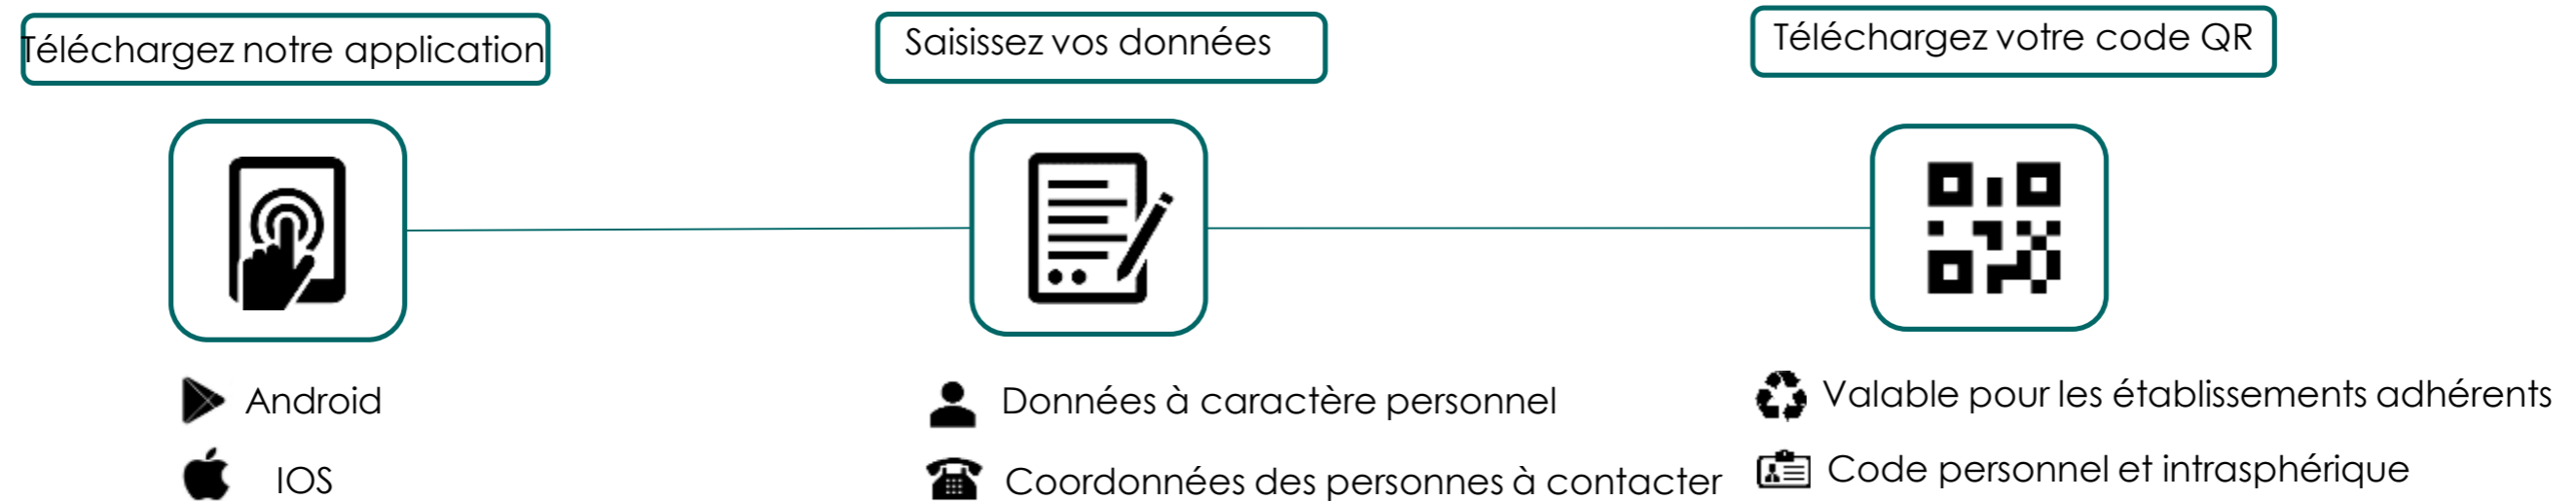 Téléchargez notre application
Saisissez vos données
Téléchargez votre code QR
Android
IOS
Données à caractère personnel
Coordonnées des personnes à contacter
Valable pour les établissements adhérents
Code personnel et intrasphérique